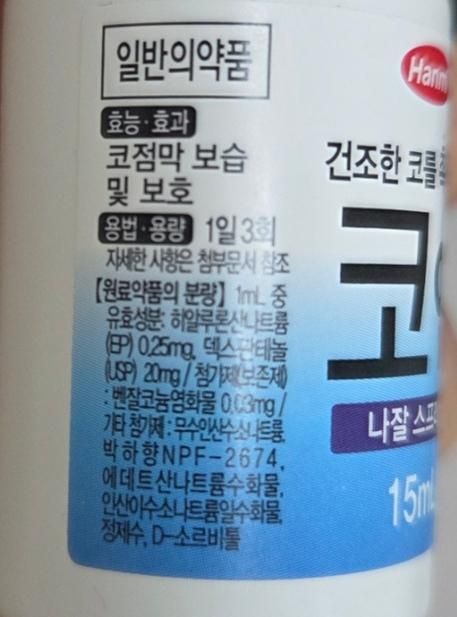 일반의약품
효능·효과
코점막 보습
및 보호
용법·용량 1일 3회
자세한 사항은 첨부문서 참조
【원료약품의 분량】 1mL 중
유효성분: 히알루론산나트륨
(EP) 0.25mg, 덱스판테놀
(USP) 20mg / 첨가제(보존제)
: 벤잘코늄염화물 0.03mg /
기타 첨가제 : 무수인산수소나트륨,
박하향NPF-2674,
에데트산나트륨수화물,
인산이수소나트륨일수화물,
정제수, D-소르비톨
Hanm
건조한 코를
코
나잘 스프
15mL